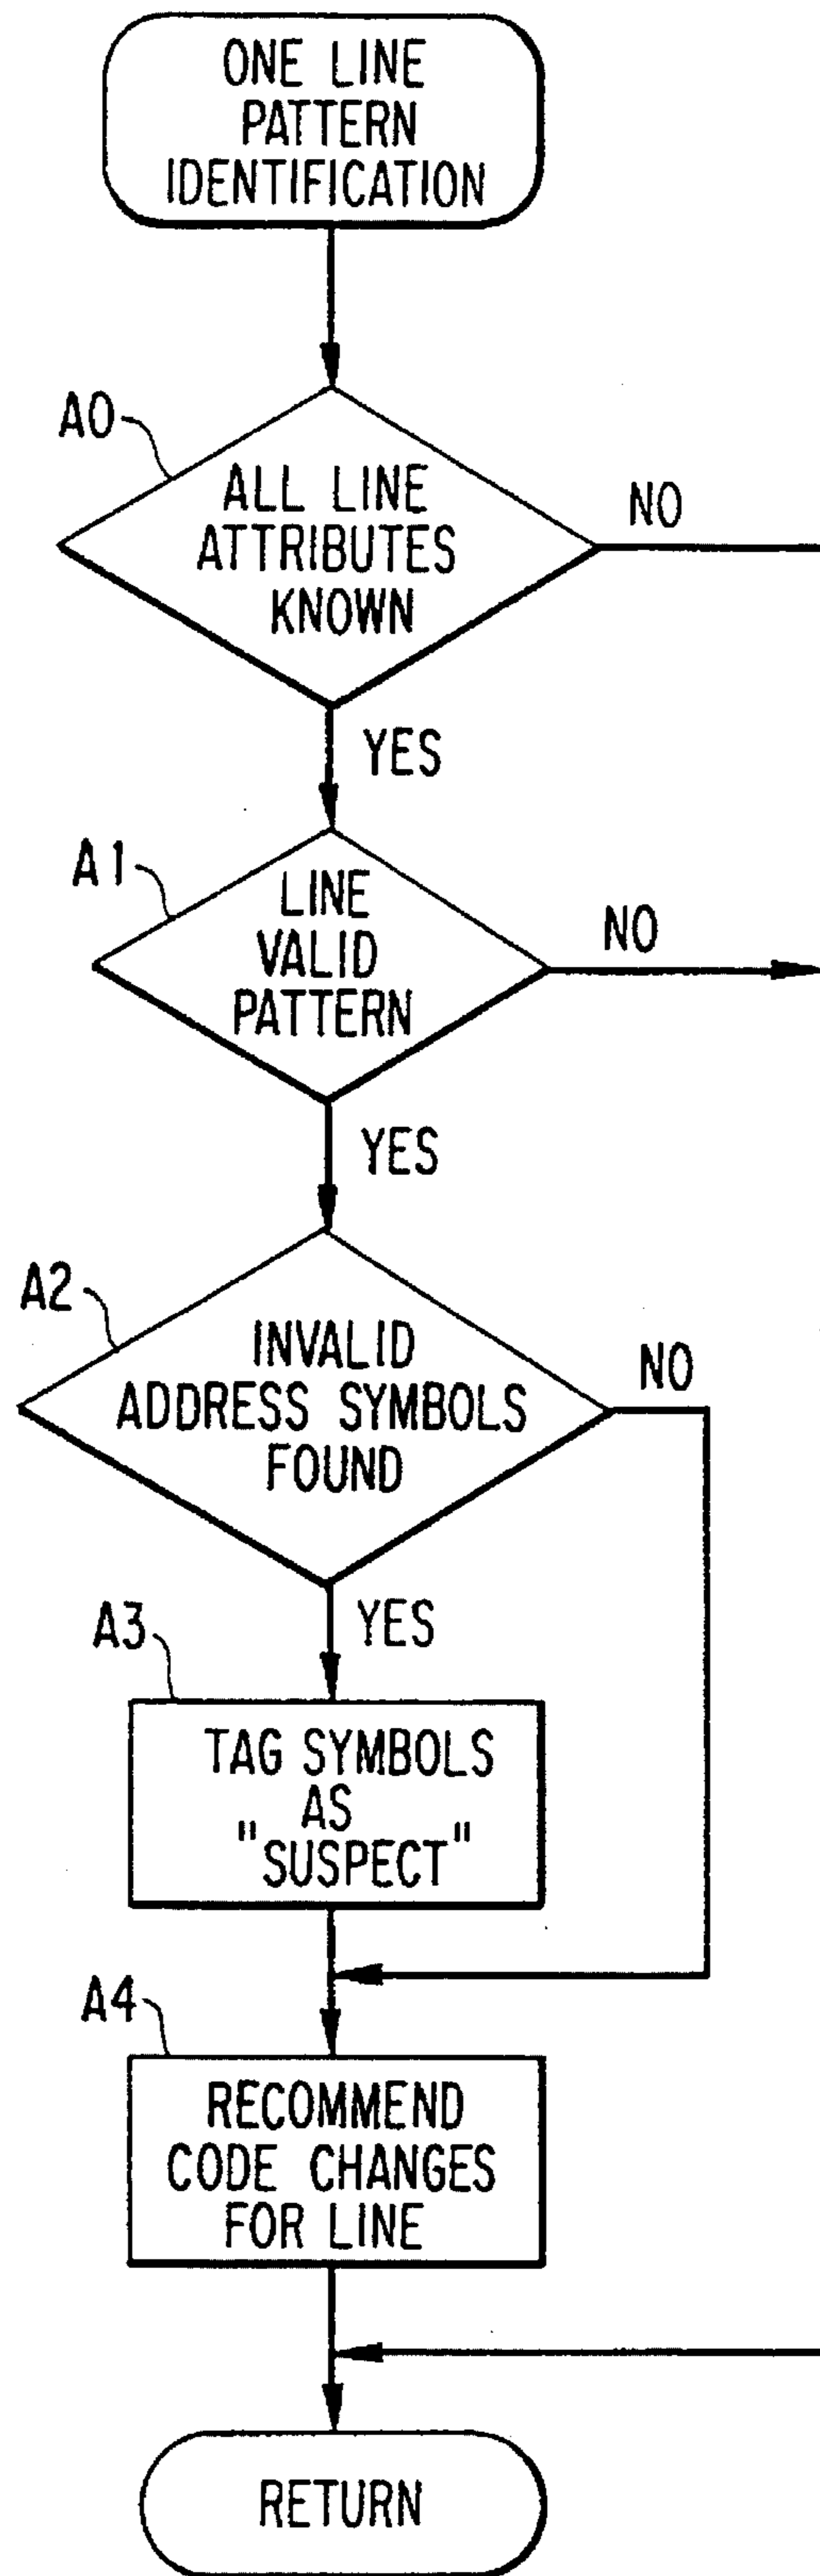 ONE LINE
PATTERN
IDENTIFICATION
A0
ALL LINE
ATTRIBUTES
KNOWN
NO
YES
A1
LINE
VALID
PATTERN
NO
YES
A2
INVALID
ADDRESS SYMBOLS
FOUND
NO
YES
A3
TAG SYMBOLS
AS
"SUSPECT"
A4
RECOMMEND
CODE CHANGES
FOR LINE
RETURN